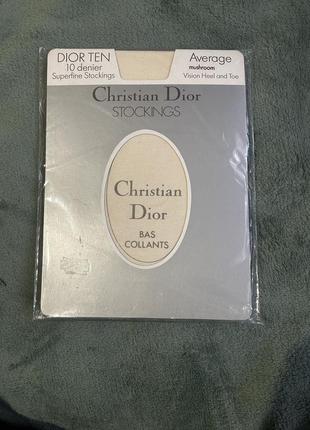 DIOR TEN
10 denier
Superfine Stockings
Average
mushroom
Vision Heel and Toe
Christian Dior
STOCKINGS
Christian
Dior
BAS
COLLANTS